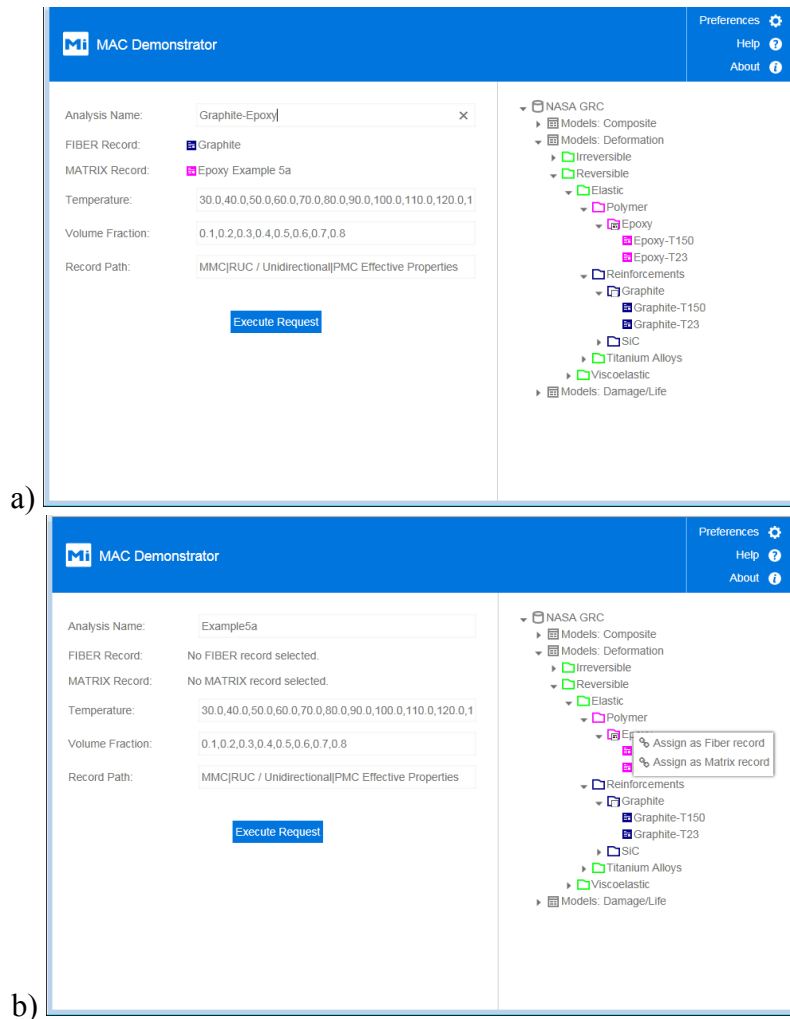 Preferences
Help
About
Mi MAC Demonstrator
Analysis Name: Graphite-Epoxy
FIBER Record: Graphite
MATRIX Record: Epoxy Example 5a
Temperature: 30.0,40.0,50.0,60.0,70.0,80.0,90.0,100.0,110.0,120.0,1
Volume Fraction: 0.1,0.2,0.3,0.4,0.5,0.6,0.7,0.8
Record Path: MMC|RUC / Unidirectional|PMC Effective Properties
Execute Request
NASA GRC
Models: Composite
Models: Deformation
Irreversible
Reversible
Elastic
Polymer
Epoxy
Epoxy-T150
Epoxy-T23
Reinforcements
Graphite
Graphite-T150
Graphite-T23
SiC
Titanium Alloys
Viscoelastic
Models: Damage/Life
a)
Preferences
Help
About
Mi MAC Demonstrator
Analysis Name: Example5a
FIBER Record: No FIBER record selected.
MATRIX Record: No MATRIX record selected.
Temperature: 30.0,40.0,50.0,60.0,70.0,80.0,90.0,100.0,110.0,120.0,1
Volume Fraction: 0.1,0.2,0.3,0.4,0.5,0.6,0.7,0.8
Record Path: MMC|RUC / Unidirectional|PMC Effective Properties
Execute Request
NASA GRC
Models: Composite
Models: Deformation
Irreversible
Reversible
Elastic
Polymer
Assign as Fiber record
Assign as Matrix record
Reinforcements
Graphite
Graphite-T150
Graphite-T23
SiC
Titanium Alloys
Viscoelastic
Models: Damage/Life
b)